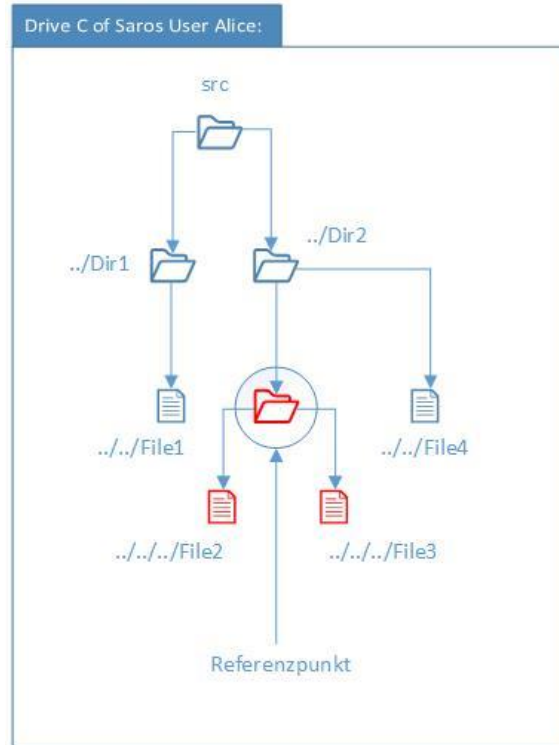 Drive C of Saros User Alice:
src
../Dir1
../Dir2
../../File1
../../File4
../../../File2
../../../File3
Referenzpunkt